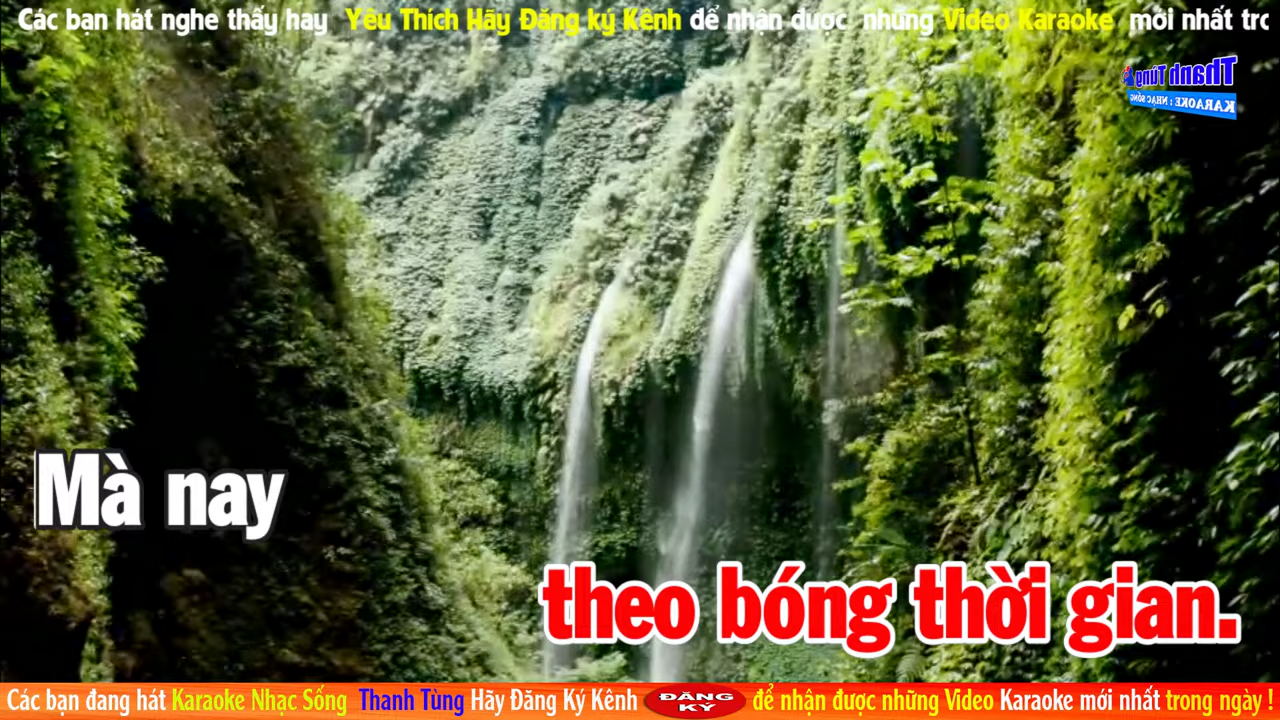 Các bạn hát nghe thấy hay Yêu Thích Hãy Đăng ký Kênh để nhận được những Video Karaoke mới nhất trc
Thanh Tùng
KARAOKE : NHẠC SỐNG
Mà nay
theo bóng thời gian.
Các bạn đang hát Karaoke Nhạc Sống Thanh Tùng Hãy Đăng Ký Kênh ĐĂNG KÝ để nhận được những Video Karaoke mới nhất trong ngày !